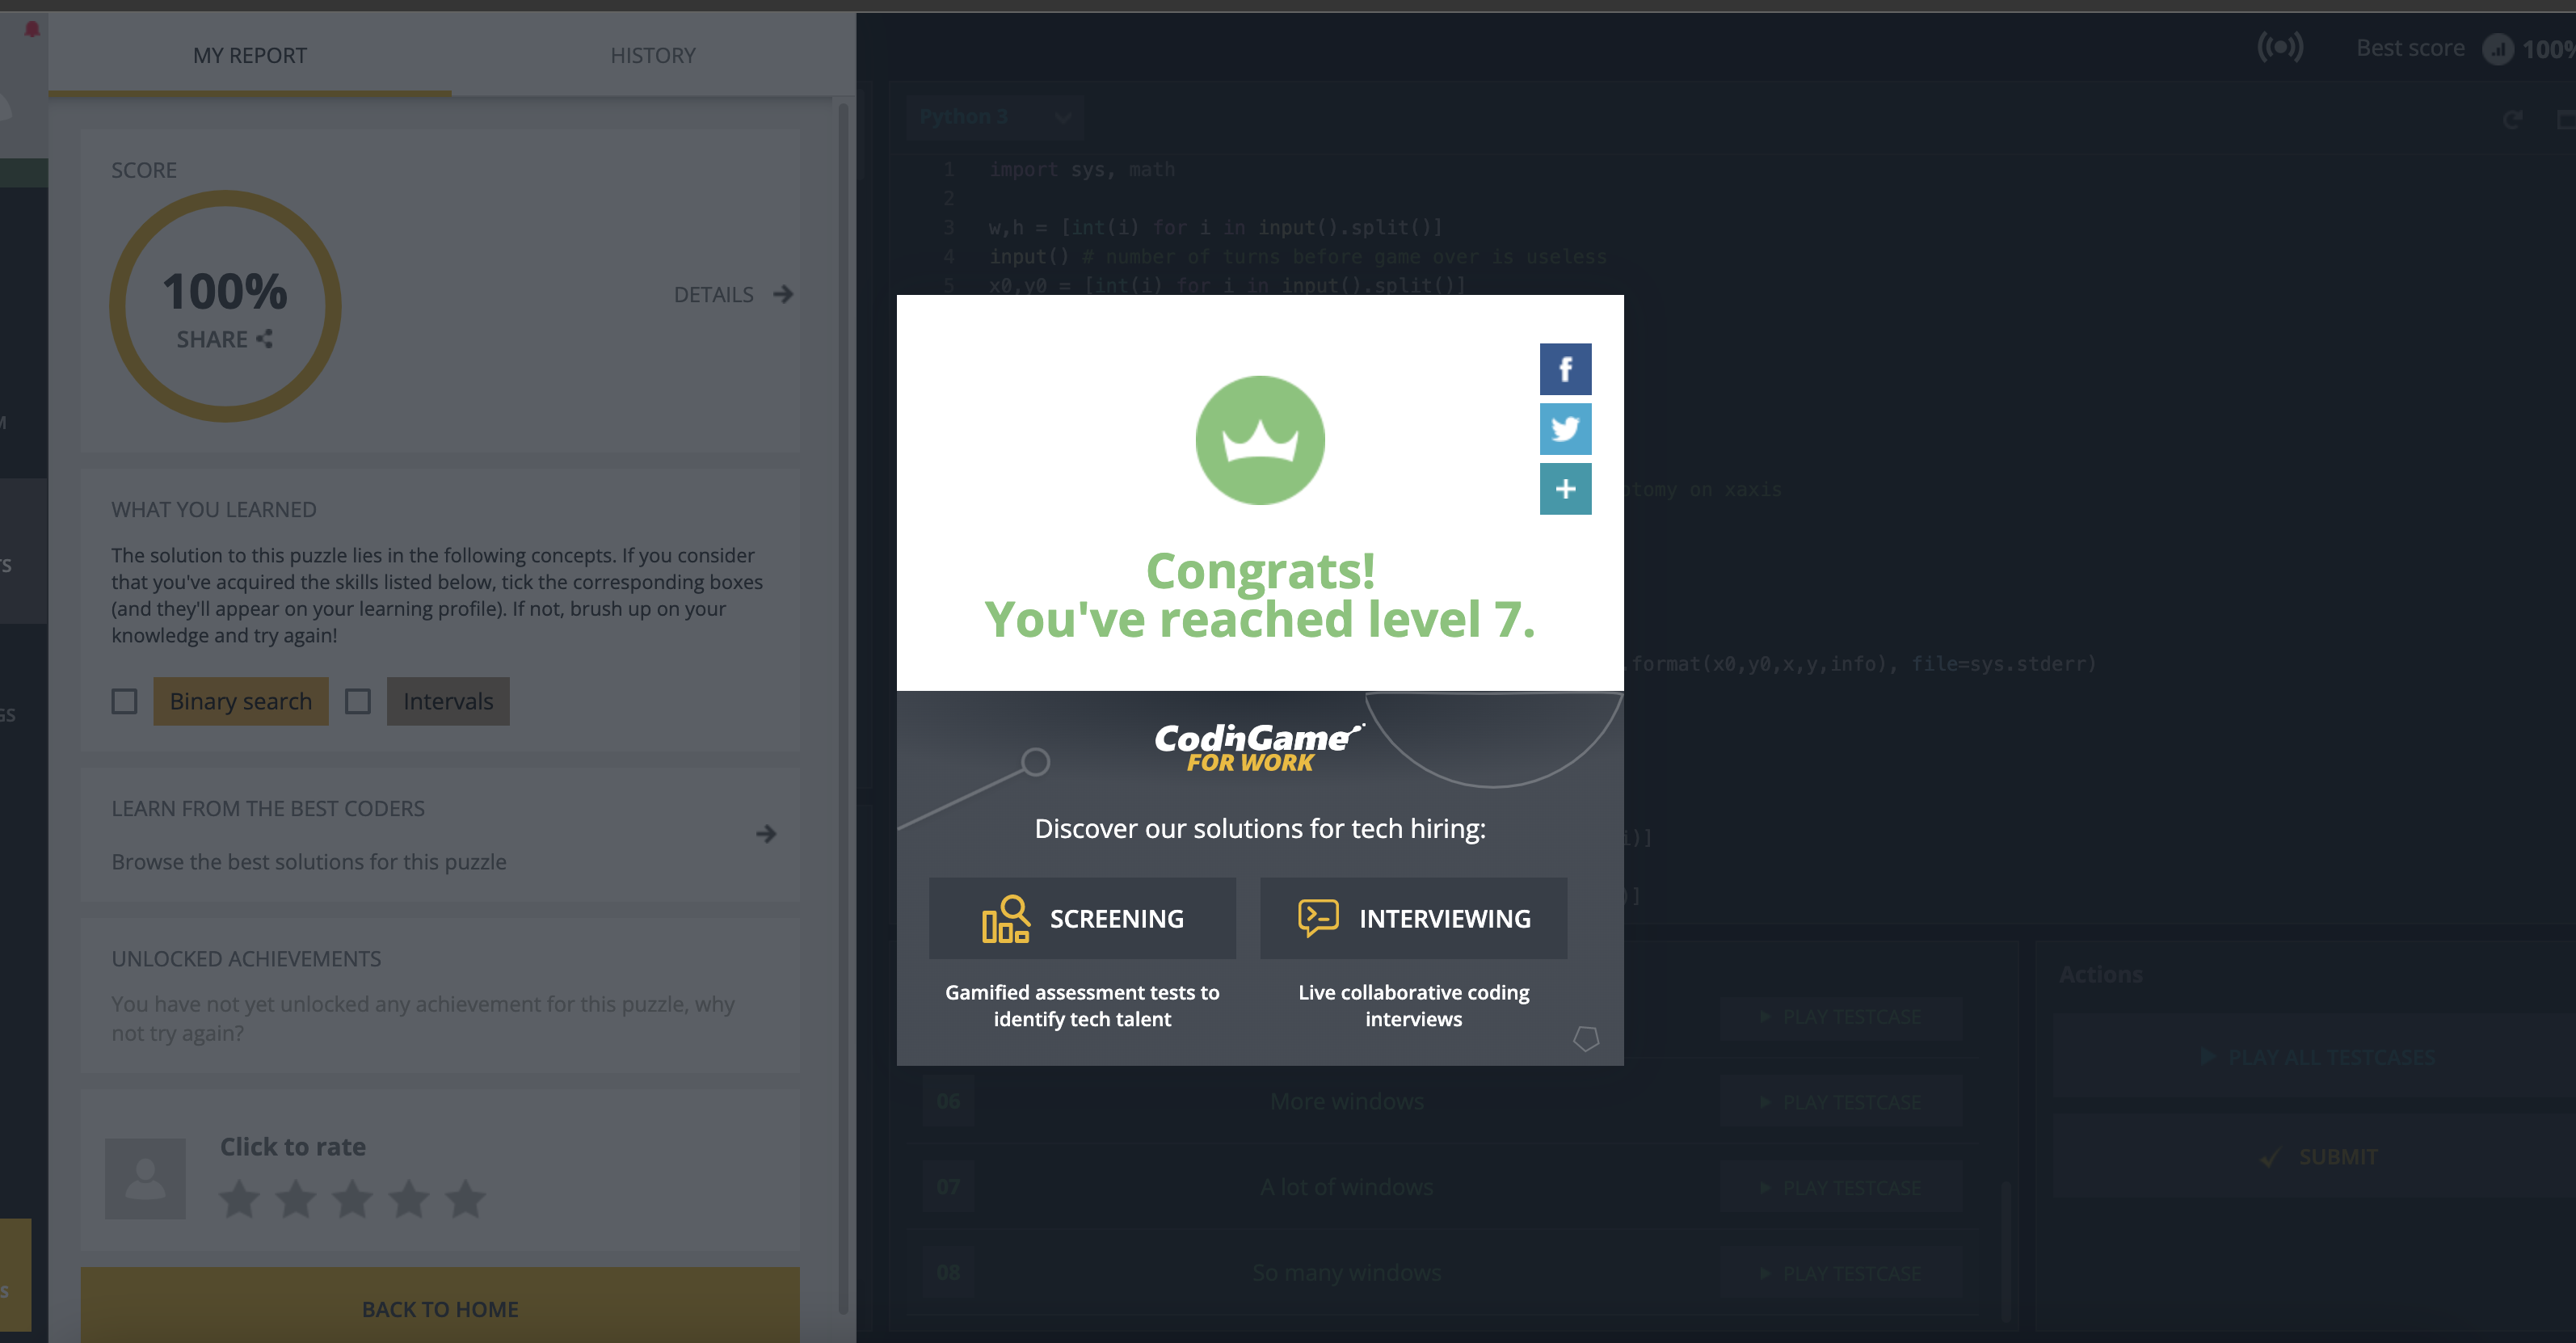 MY REPORT
HISTORY
SCORE
100%
SHARE
DETAILS
WHAT YOU LEARNED
The solution to this puzzle lies in the following concepts. If you consider
that you've acquired the skills listed below, tick the corresponding boxes
(and they'll appear on your learning profile). If not, brush up on your
knowledge and try again!
Binary search
Intervals
LEARN FROM THE BEST CODERS
Browse the best solutions for this puzzle
UNLOCKED ACHIEVEMENTS
You have not yet unlocked any achievement for this puzzle, why
not try again?
Click to rate
BACK TO HOME
Best score
100%
Python 3
1 import sys, math
2
3 w,h = [int(i) for i in input().split()]
4 input() # number of turns before game over is useless
5 x0,y0 = [int(i) for i in input().split()]
on xaxis
.format(x0,y0,x,y,info), file=sys.stderr)
i)]
)]
Congrats!
You've reached level 7.
CodinGame
FOR WORK
Discover our solutions for tech hiring:
SCREENING
INTERVIEWING
Gamified assessment tests to
identify tech talent
Live collaborative coding
interviews
PLAY TESTCASE
06 More windows PLAY TESTCASE
07 A lot of windows PLAY TESTCASE
08 So many windows PLAY TESTCASE
Actions
PLAY ALL TESTCASES
SUBMIT